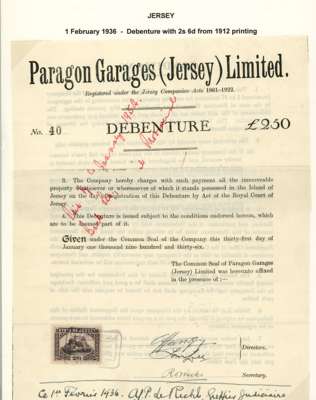 JERSEY
1 February 1936 - Debenture with 2s 6d from 1912 printing
Paragon Garages (Jersey) Limited.
Registered under the Jersey Companies Acts 1861-1922.
No. 40 DEBENTURE £250
3. The Company hereby charges with such payment all the immoveable
property whatsoever or wheresoever of which it stands possessed in the Island of
Jersey on the day of registration of this Debenture by Act of the Royal Court of
Jersey.
This Debenture is issued subject to the conditions endorsed hereon, which
are to be deemed part of it.
Given under the Common Seal of the Company this thirty-first day of
January one thousand nine hundred and thirty-six.
The Common Seal of Paragon Garages
(Jersey) Limited was hereunto affixed
in the presence of :—
Directors.
Secretary.
Ce 1er Février 1936. Greffier Judiciaire